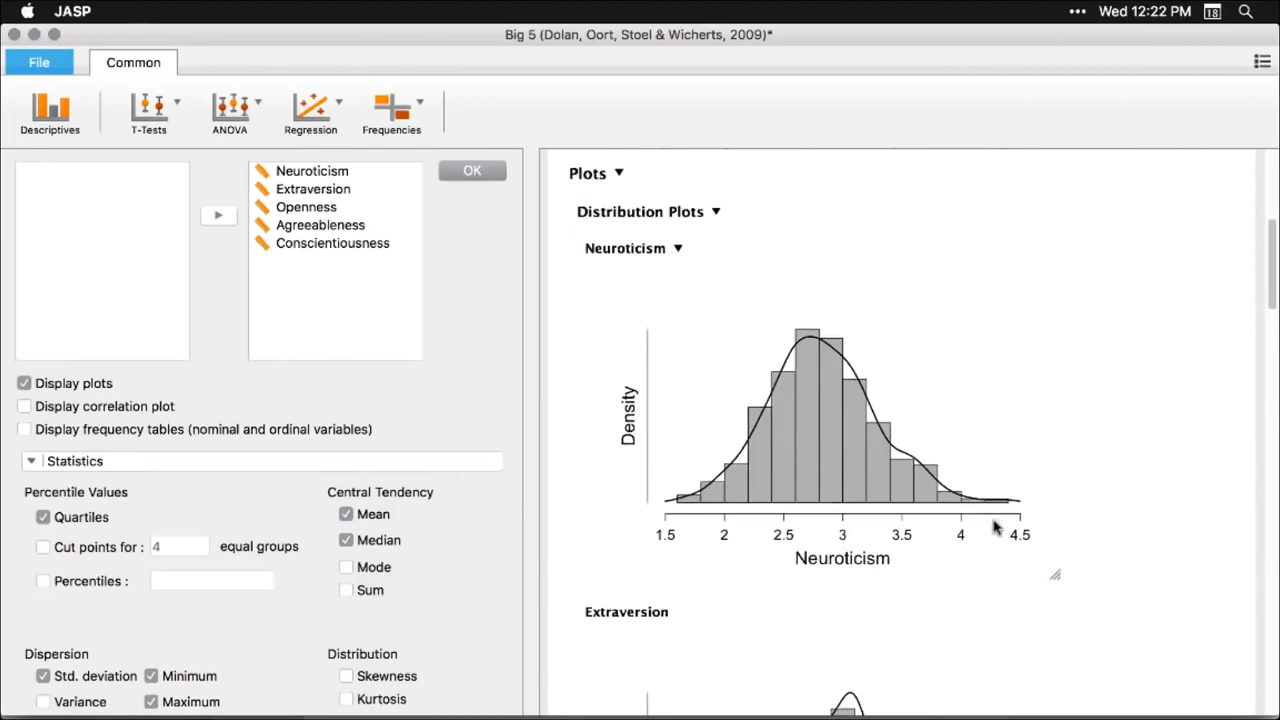 JASP
••• Wed 12:22 PM 18
Big 5 (Dolan, Oort, Stoel & Wicherts, 2009)*
File Common
Descriptives T-Tests ANOVA Regression Frequencies
Neuroticism
Extraversion
Openness
Agreeableness
Conscientiousness
OK
Display plots
Display correlation plot
Display frequency tables (nominal and ordinal variables)
Statistics
Percentile Values
Quartiles
Cut points for : 4 equal groups
Percentiles :
Central Tendency
Mean
Median
Mode
Sum
Dispersion
Std. deviation Minimum
Variance Maximum
Distribution
Skewness
Kurtosis
Plots
Distribution Plots
Neuroticism
Density
1.5 2 2.5 3 3.5 4 4.5
Neuroticism
Extraversion